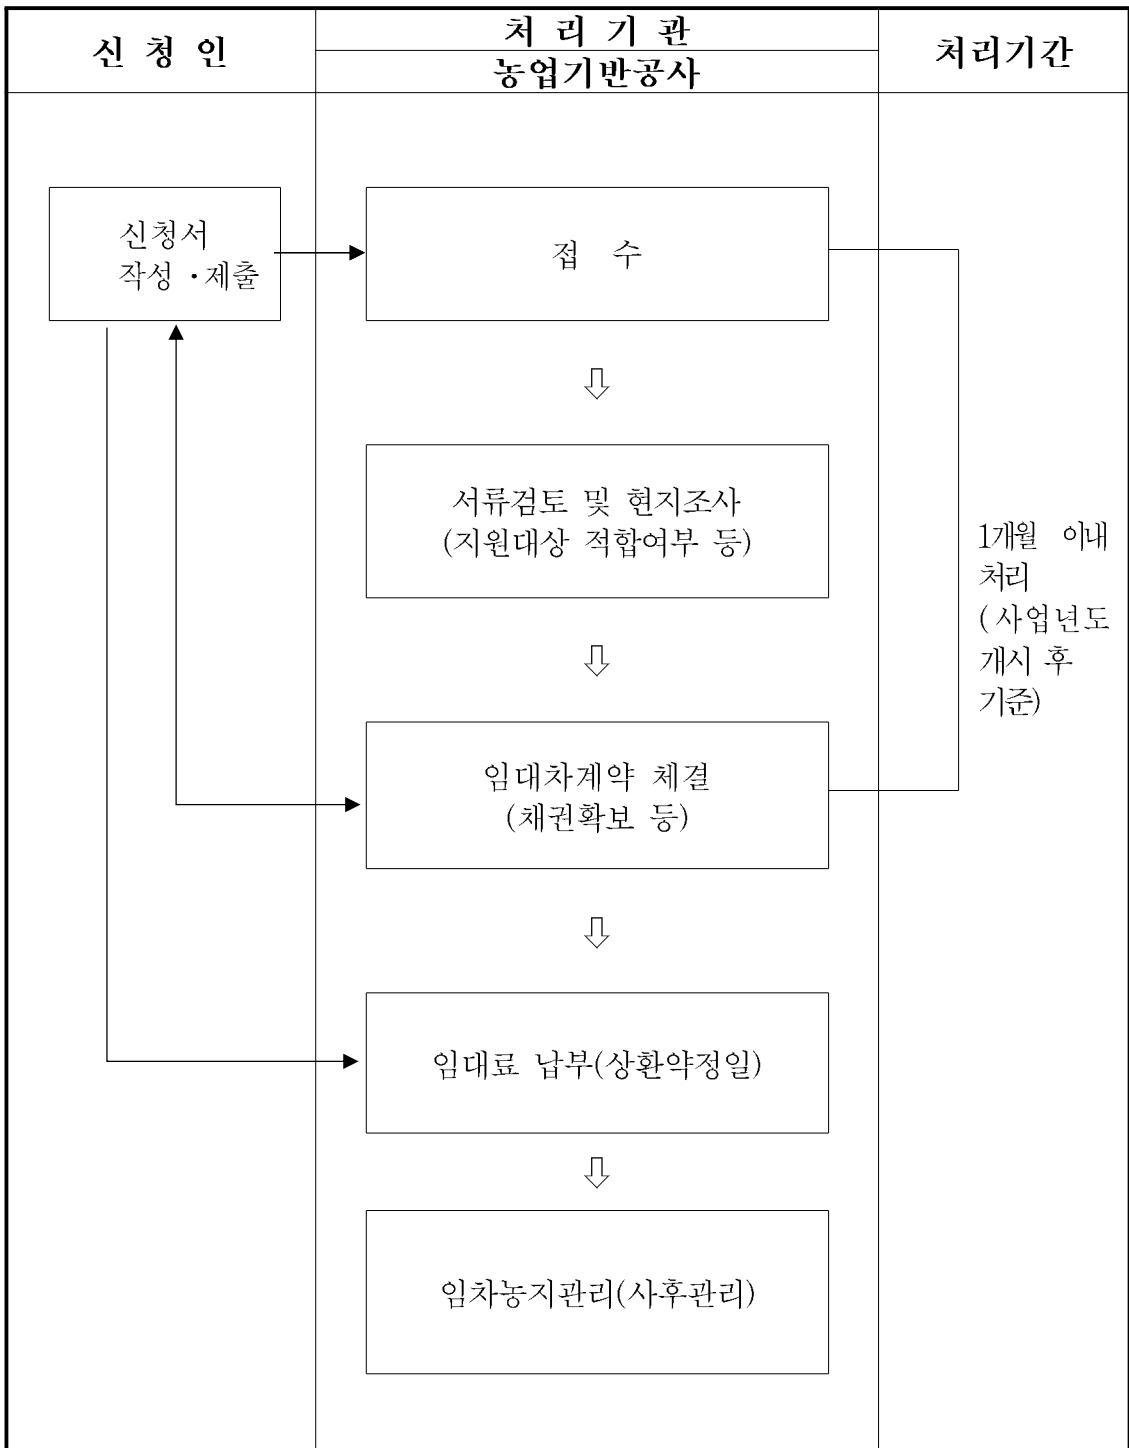 신 청 인
처 리 기 관
농업기반공사
처리기간
신청서
작성 ·제출
접 수
서류검토 및 현지조사
(지원대상 적합여부 등)
1개월 이내
처리
(사업년도
개시 후
기준)
임대차계약 체결
(채권확보 등)
임대료 납부(상환약정일)
임차농지관리(사후관리)